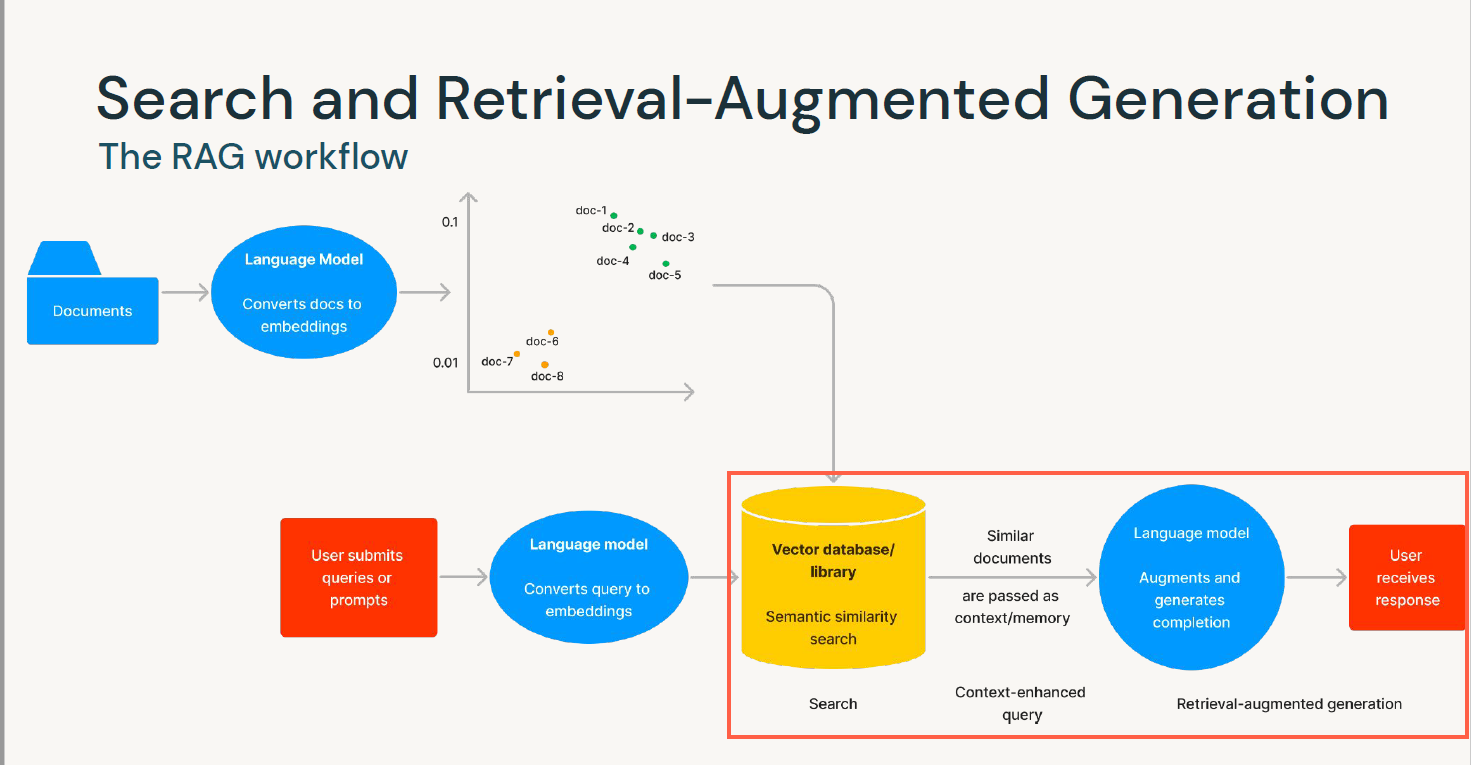 Search and Retrieval-Augmented Generation
The RAG workflow
Documents
Language Model
Converts docs to
embeddings
0.1
0.01
doc-1
doc-2
doc-3
doc-4
doc-5
doc-6
doc-7
doc-8
User submits
queries or
prompts
Language model
Converts query to
embeddings
Vector database/
library
Semantic similarity
search
Similar
documents
are passed as
context/memory
Language model
Augments and
generates
completion
User
receives
response
Search
Context-enhanced
query
Retrieval-augmented generation